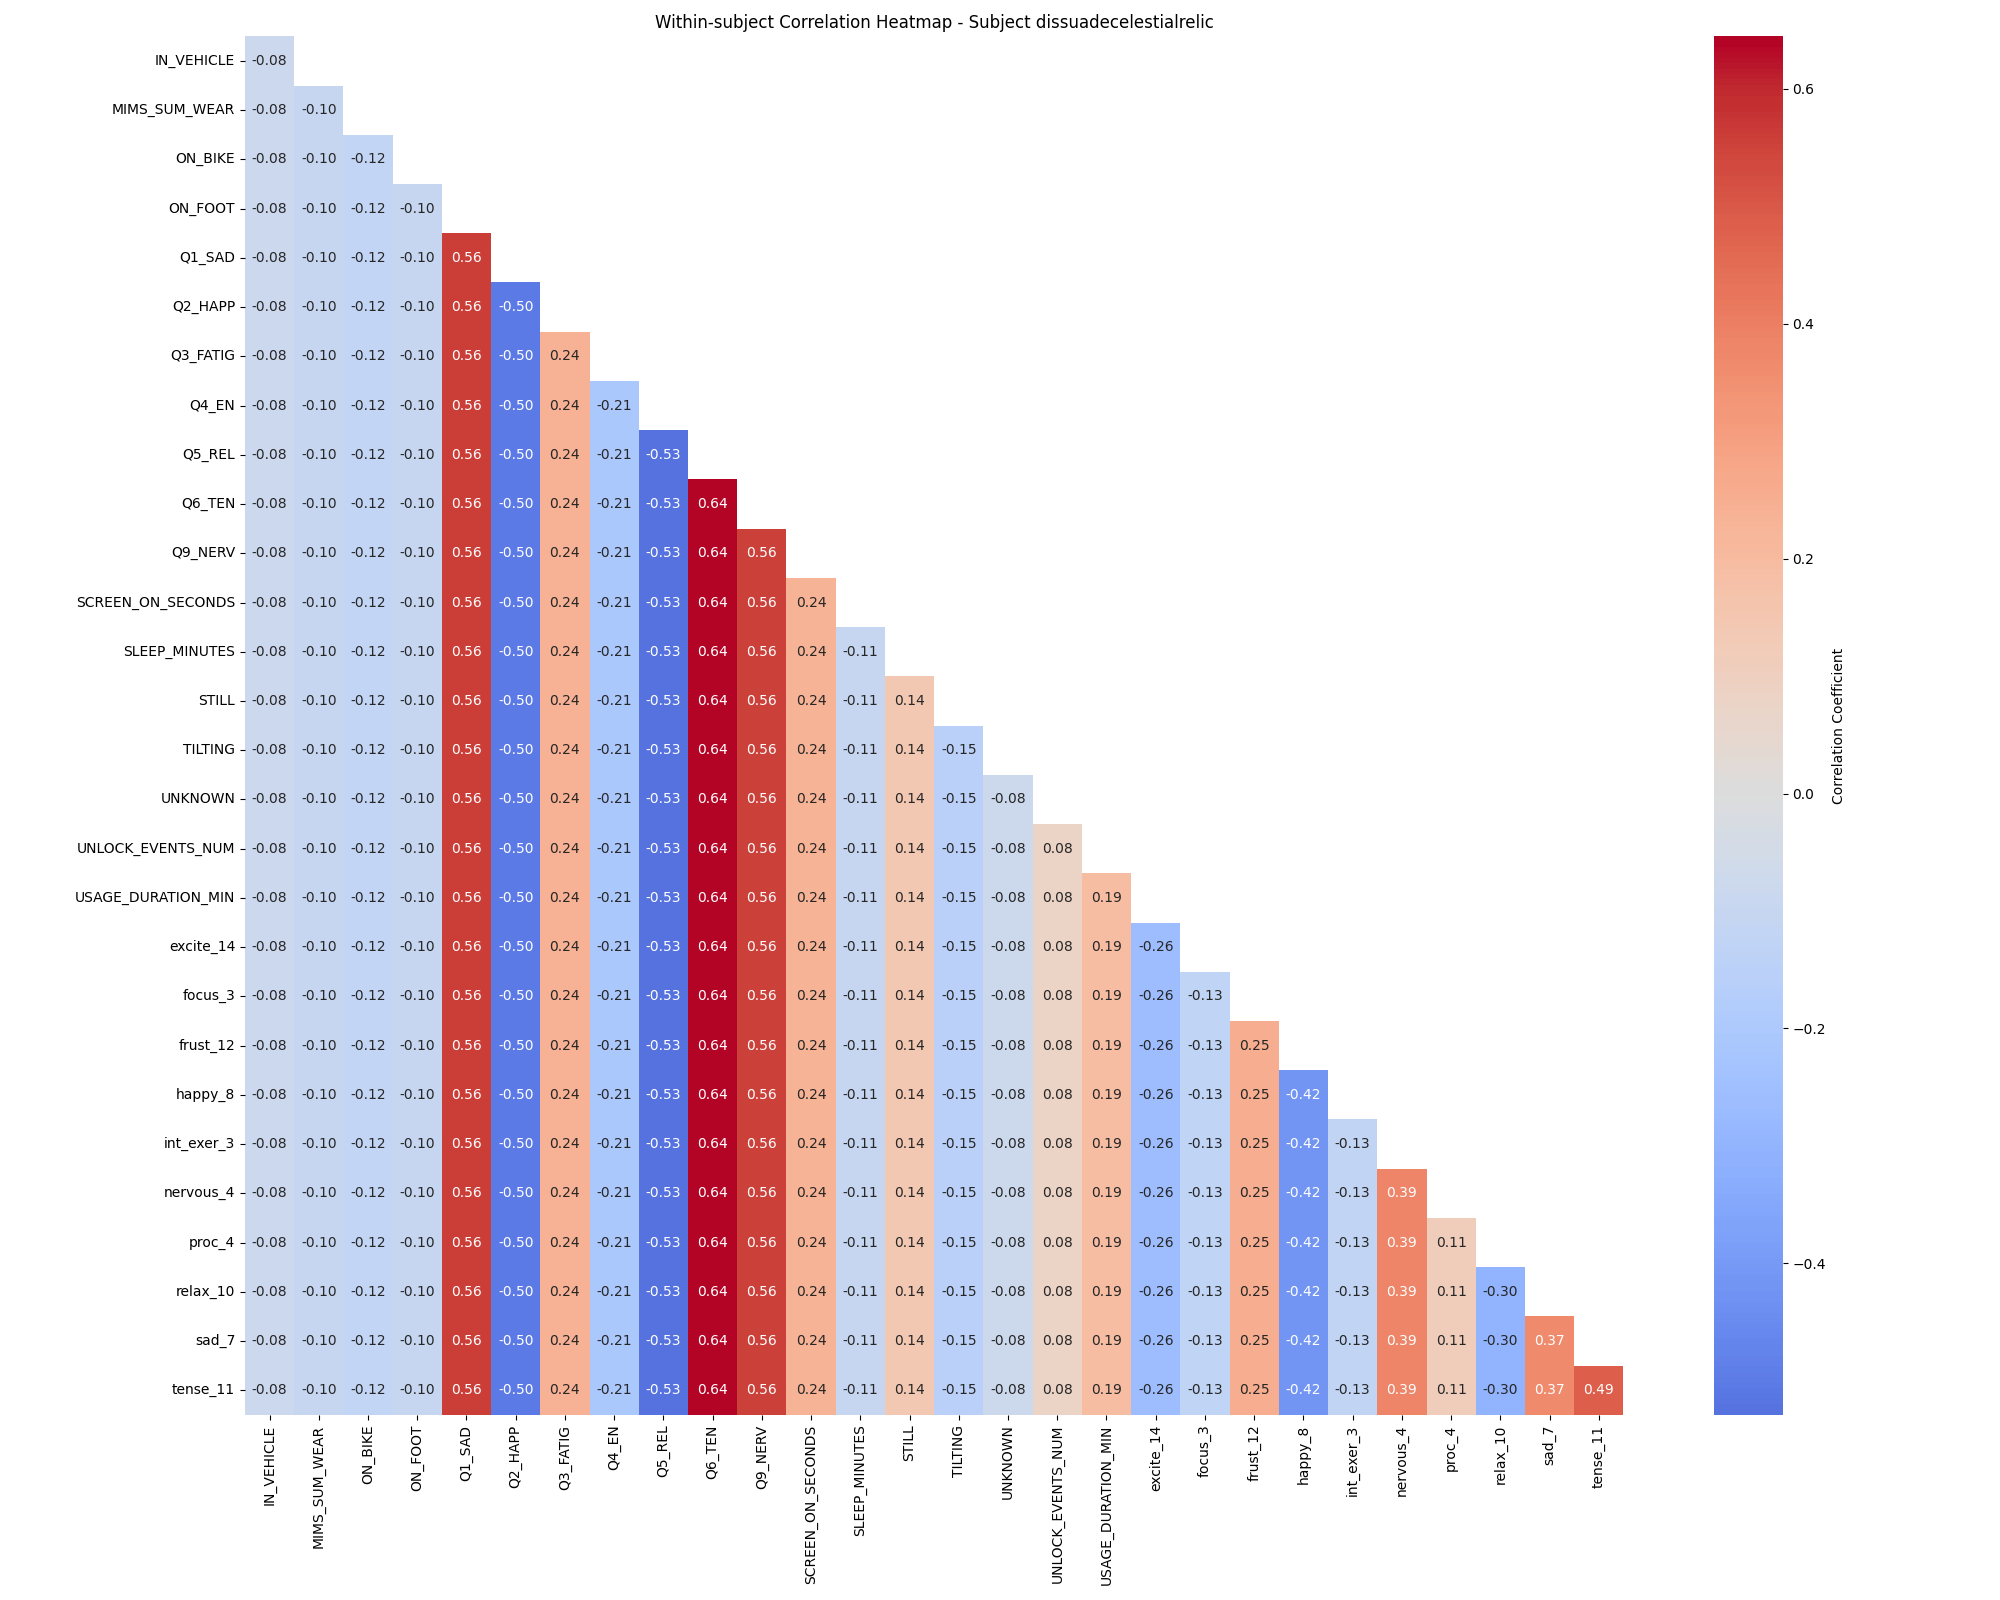 Within-subject Correlation Heatmap - Subject dissuadecelestialrelic
IN_VEHICLE -0.08
MIMS_SUM_WEAR -0.08 -0.10
ON_BIKE -0.08 -0.10 -0.12
ON_FOOT -0.08 -0.10 -0.12 -0.10
Q1_SAD -0.08 -0.10 -0.12 -0.10 0.56
Q2_HAPP -0.08 -0.10 -0.12 -0.10 0.56 -0.50
Q3_FATIG -0.08 -0.10 -0.12 -0.10 0.56 -0.50 0.24
Q4_EN -0.08 -0.10 -0.12 -0.10 0.56 -0.50 0.24 -0.21
Q5_REL -0.08 -0.10 -0.12 -0.10 0.56 -0.50 0.24 -0.21 -0.53
Q6_TEN -0.08 -0.10 -0.12 -0.10 0.56 -0.50 0.24 -0.21 -0.53 0.64
Q9_NERV -0.08 -0.10 -0.12 -0.10 0.56 -0.50 0.24 -0.21 -0.53 0.64 0.56
SCREEN_ON_SECONDS -0.08 -0.10 -0.12 -0.10 0.56 -0.50 0.24 -0.21 -0.53 0.64 0.56 0.24
SLEEP_MINUTES -0.08 -0.10 -0.12 -0.10 0.56 -0.50 0.24 -0.21 -0.53 0.64 0.56 0.24 -0.11
STILL -0.08 -0.10 -0.12 -0.10 0.56 -0.50 0.24 -0.21 -0.53 0.64 0.56 0.24 -0.11 0.14
TILTING -0.08 -0.10 -0.12 -0.10 0.56 -0.50 0.24 -0.21 -0.53 0.64 0.56 0.24 -0.11 0.14 -0.15
UNKNOWN -0.08 -0.10 -0.12 -0.10 0.56 -0.50 0.24 -0.21 -0.53 0.64 0.56 0.24 -0.11 0.14 -0.15 -0.08
UNLOCK_EVENTS_NUM -0.08 -0.10 -0.12 -0.10 0.56 -0.50 0.24 -0.21 -0.53 0.64 0.56 0.24 -0.11 0.14 -0.15 -0.08 0.08
USAGE_DURATION_MIN -0.08 -0.10 -0.12 -0.10 0.56 -0.50 0.24 -0.21 -0.53 0.64 0.56 0.24 -0.11 0.14 -0.15 -0.08 0.08 0.19
excite_14 -0.08 -0.10 -0.12 -0.10 0.56 -0.50 0.24 -0.21 -0.53 0.64 0.56 0.24 -0.11 0.14 -0.15 -0.08 0.08 0.19 -0.26
focus_3 -0.08 -0.10 -0.12 -0.10 0.56 -0.50 0.24 -0.21 -0.53 0.64 0.56 0.24 -0.11 0.14 -0.15 -0.08 0.08 0.19 -0.26 -0.13
frust_12 -0.08 -0.10 -0.12 -0.10 0.56 -0.50 0.24 -0.21 -0.53 0.64 0.56 0.24 -0.11 0.14 -0.15 -0.08 0.08 0.19 -0.26 -0.13 0.25
happy_8 -0.08 -0.10 -0.12 -0.10 0.56 -0.50 0.24 -0.21 -0.53 0.64 0.56 0.24 -0.11 0.14 -0.15 -0.08 0.08 0.19 -0.26 -0.13 0.25 -0.42
int_exer_3 -0.08 -0.10 -0.12 -0.10 0.56 -0.50 0.24 -0.21 -0.53 0.64 0.56 0.24 -0.11 0.14 -0.15 -0.08 0.08 0.19 -0.26 -0.13 0.25 -0.42 -0.13
nervous_4 -0.08 -0.10 -0.12 -0.10 0.56 -0.50 0.24 -0.21 -0.53 0.64 0.56 0.24 -0.11 0.14 -0.15 -0.08 0.08 0.19 -0.26 -0.13 0.25 -0.42 -0.13 0.39
proc_4 -0.08 -0.10 -0.12 -0.10 0.56 -0.50 0.24 -0.21 -0.53 0.64 0.56 0.24 -0.11 0.14 -0.15 -0.08 0.08 0.19 -0.26 -0.13 0.25 -0.42 -0.13 0.39 0.11
relax_10 -0.08 -0.10 -0.12 -0.10 0.56 -0.50 0.24 -0.21 -0.53 0.64 0.56 0.24 -0.11 0.14 -0.15 -0.08 0.08 0.19 -0.26 -0.13 0.25 -0.42 -0.13 0.39 0.11 -0.30
sad_7 -0.08 -0.10 -0.12 -0.10 0.56 -0.50 0.24 -0.21 -0.53 0.64 0.56 0.24 -0.11 0.14 -0.15 -0.08 0.08 0.19 -0.26 -0.13 0.25 -0.42 -0.13 0.39 0.11 -0.30 0.37
tense_11 -0.08 -0.10 -0.12 -0.10 0.56 -0.50 0.24 -0.21 -0.53 0.64 0.56 0.24 -0.11 0.14 -0.15 -0.08 0.08 0.19 -0.26 -0.13 0.25 -0.42 -0.13 0.39 0.11 -0.30 0.37 0.49
IN_VEHICLE
MIMS_SUM_WEAR
ON_BIKE
ON_FOOT
Q1_SAD
Q2_HAPP
Q3_FATIG
Q4_EN
Q5_REL
Q6_TEN
Q9_NERV
SCREEN_ON_SECONDS
SLEEP_MINUTES
STILL
TILTING
UNKNOWN
UNLOCK_EVENTS_NUM
USAGE_DURATION_MIN
excite_14
focus_3
frust_12
happy_8
int_exer_3
nervous_4
proc_4
relax_10
sad_7
tense_11
0.6
0.4
0.2
0.0
−0.2
−0.4
Correlation Coefficient